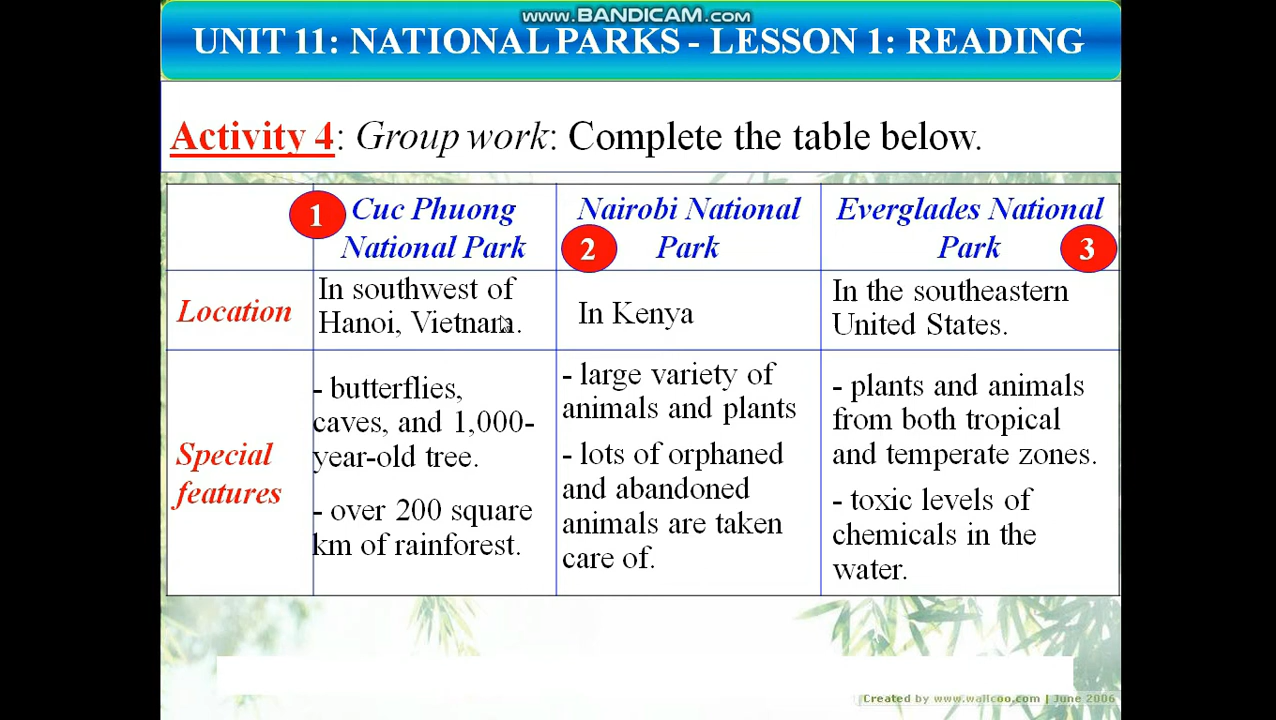 www.BANDICAM.com
UNIT 11: NATIONAL PARKS - LESSON 1: READING
Activity 4: Group work: Complete the table below.
1
Cuc Phuong
National Park
2
Nairobi National
Park
3
Everglades National
Park
Location
In southwest of
Hanoi, Vietnam.
In Kenya
In the southeastern
United States.
Special
features
- butterflies,
caves, and 1,000-
year-old tree.
- over 200 square
km of rainforest.
- large variety of
animals and plants
- lots of orphaned
and abandoned
animals are taken
care of.
- plants and animals
from both tropical
and temperate zones.
- toxic levels of
chemicals in the
water.
Created by www.wallcoo.com | June 2006